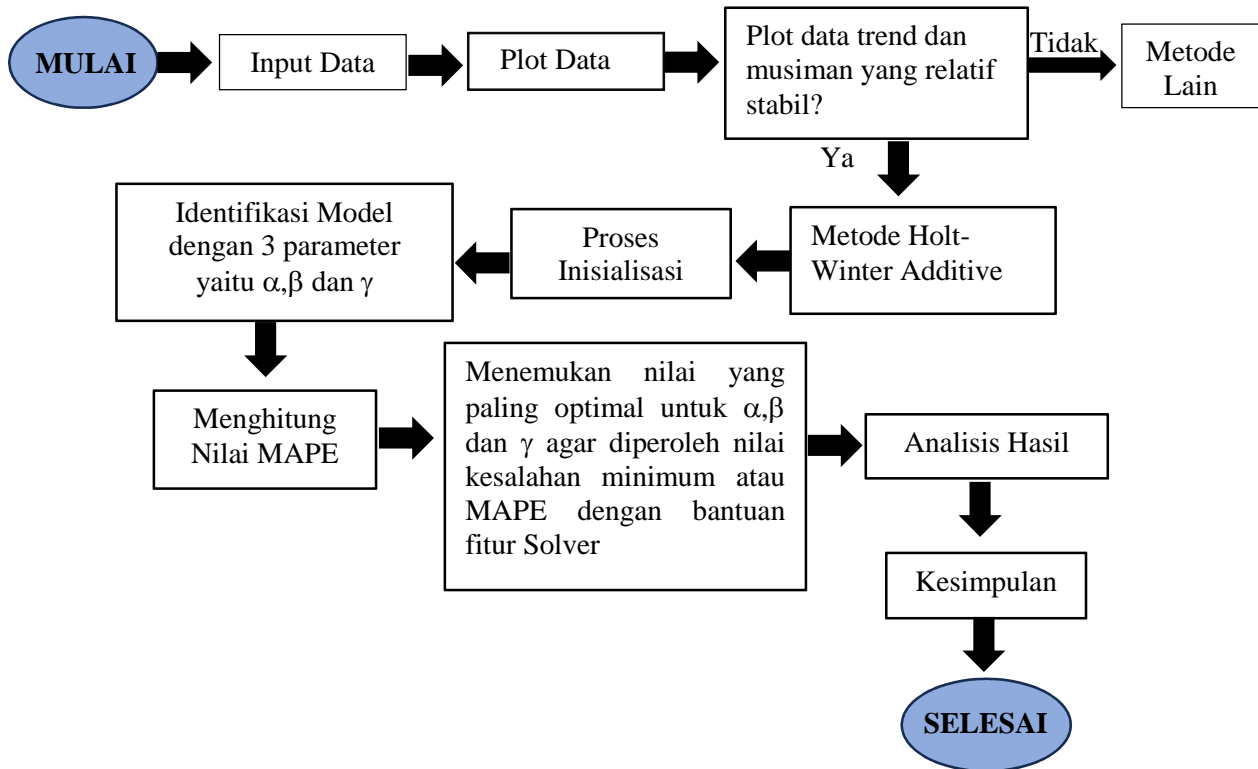 MULAI
Input Data
Plot Data
Plot data trend dan
musiman yang relatif
stabil?
Tidak
Metode
Lain
Ya
Metode Holt-
Winter Additive
Proses
Inisialisasi
Identifikasi Model
dengan 3 parameter
yaitu α,β dan γ
Menghitung
Nilai MAPE
Menemukan nilai yang
paling optimal untuk α,β
dan γ agar diperoleh nilai
kesalahan minimum atau
MAPE dengan bantuan
fitur Solver
Analisis Hasil
Kesimpulan
SELESAI